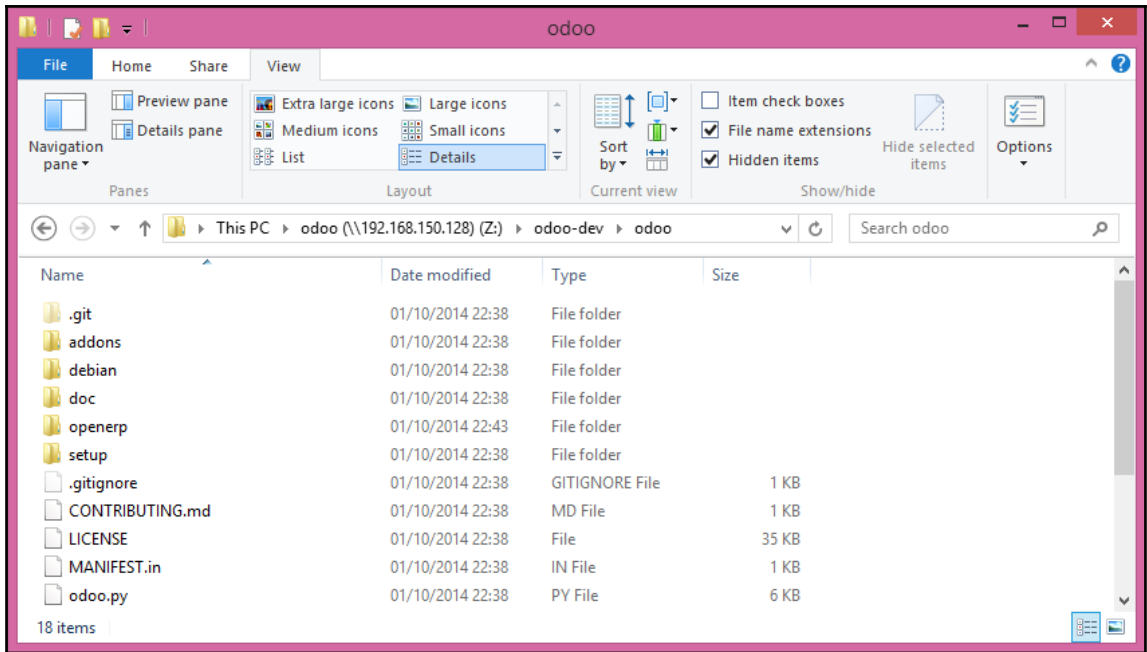 odoo
File Home Share View
Preview pane
Details pane
Navigation pane
Panes
Extra large icons Large icons
Medium icons Small icons
List Details
Layout
Sort by
Current view
Item check boxes
File name extensions
Hidden items
Hide selected items
Show/hide
Options
This PC odoo (\\192.168.150.128) (Z:) odoo-dev odoo
Search odoo
Name Date modified Type Size
.git 01/10/2014 22:38 File folder
addons 01/10/2014 22:38 File folder
debian 01/10/2014 22:38 File folder
doc 01/10/2014 22:38 File folder
openerp 01/10/2014 22:43 File folder
setup 01/10/2014 22:38 File folder
.gitignore 01/10/2014 22:38 GITIGNORE File 1 KB
CONTRIBUTING.md 01/10/2014 22:38 MD File 1 KB
LICENSE 01/10/2014 22:38 File 35 KB
MANIFEST.in 01/10/2014 22:38 IN File 1 KB
odoo.py 01/10/2014 22:38 PY File 6 KB
18 items